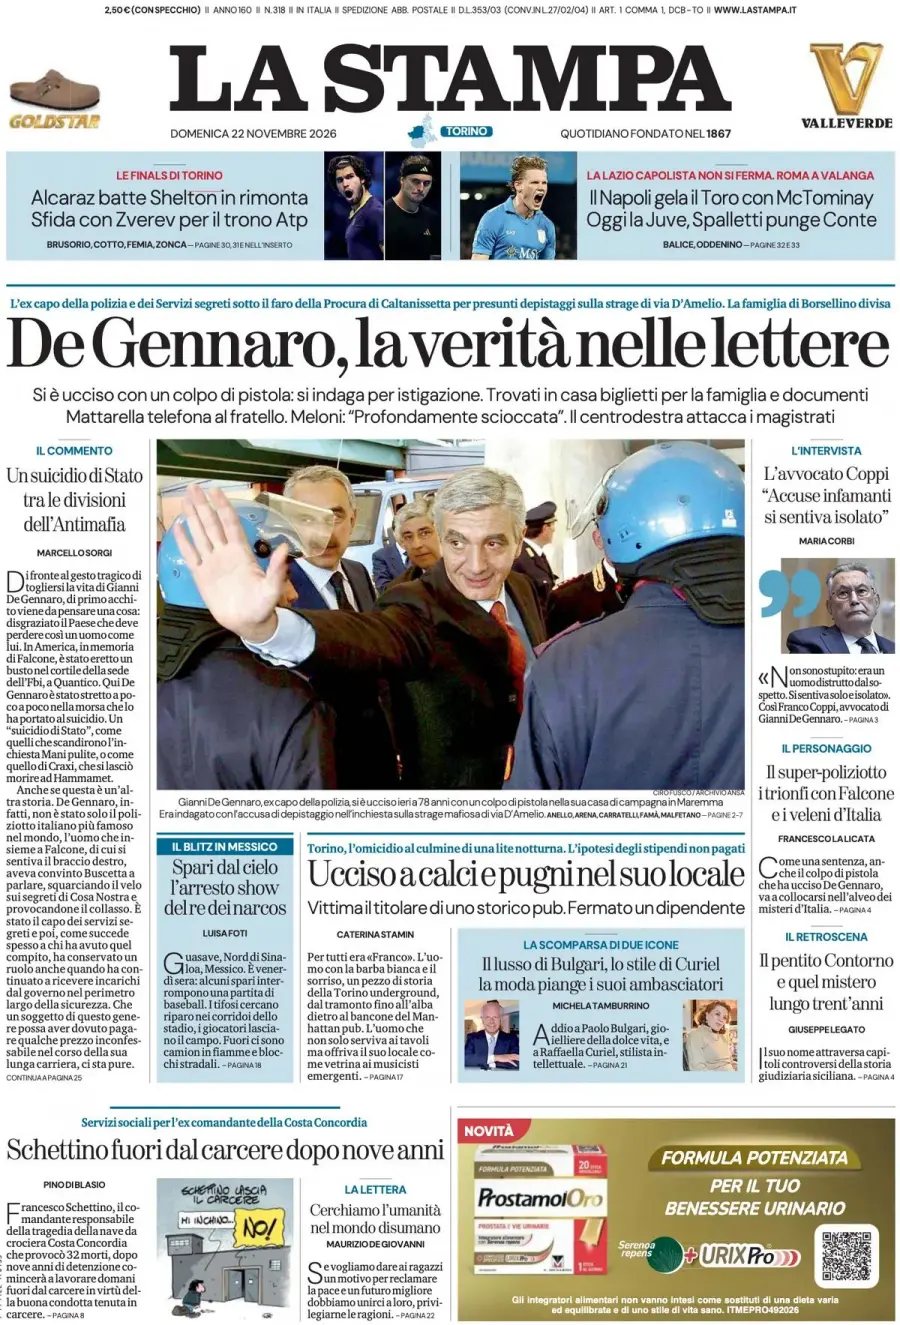 2,50 € (CON SPECCHIO) II ANNO 160 II N.318 II IN ITALIA II SPEDIZIONE ABB. POSTALE II D.L.353/03 (CONV.IN L.27/02/04) II ART. 1 COMMA 1, DCB-TO II WWW.LASTAMPA.IT
GOLDSTAR
LA STAMPA
VALLEVERDE
DOMENICA 22 NOVEMBRE 2026
TORINO
QUOTIDIANO FONDATO NEL 1867
LE FINALS DI TORINO
Alcaraz batte Shelton in rimonta
Sfida con Zverev per il trono Atp
BRUSORIO, COTTO, FEMIA, ZONCA — PAGINE 30, 31 E NELL'INSERTO
LA LAZIO CAPOLISTA NON SI FERMA. ROMA A VALANGA
Il Napoli gela il Toro con McTominay
Oggi la Juve, Spalletti punge Conte
BALICE, ODDENINO — PAGINE 32 E 33
L'ex capo della polizia e dei Servizi segreti sotto il faro della Procura di Caltanissetta per presunti depistaggi sulla strage di via D'Amelio. La famiglia di Borsellino divisa
De Gennaro, la verità nelle lettere
Si è ucciso con un colpo di pistola: si indaga per istigazione. Trovati in casa biglietti per la famiglia e documenti
Mattarella telefona al fratello. Meloni: “Profondamente scioccata”. Il centrodestra attacca i magistrati
IL COMMENTO
Un suicidio di Stato
tra le divisioni
dell'Antimafia
MARCELLO SORGI
Di fronte al gesto tragico di
togliersi la vita di Gianni
De Gennaro, di primo acchi-
to viene da pensare una cosa:
disgraziato il Paese che deve
perdere così un uomo come
lui. In America, in memoria
di Falcone, è stato eretto un
busto nel cortile della sede
dell'Fbi, a Quantico. Qui De
Gennaro è stato stretto a po-
co a poco nella morsa che lo
ha portato al suicidio. Un
“suicidio di Stato”, come
quelli che scandirono l'in-
chiesta Mani pulite, o come
quello di Craxi, che si lasciò
morire ad Hammamet.
Anche se questa è un'al-
tra storia. De Gennaro, in-
fatti, non è stato solo il poli-
ziotto italiano più famoso
nel mondo, l'uomo che in-
sieme a Falcone, di cui si
sentiva il braccio destro,
aveva convinto Buscetta a
parlare, squarciando il velo
sui segreti di Cosa Nostra e
provocandone il collasso. È
stato il capo dei servizi se-
greti e poi, come succede
spesso a chi ha avuto quel
compito, ha conservato un
ruolo anche quando ha con-
tinuato a ricevere incarichi
dal governo nel perimetro
largo della sicurezza. Che
un soggetto di questo gene-
re possa aver dovuto paga-
re qualche prezzo inconfes-
sabile nel corso della sua
lunga carriera, ci sta pure.
CONTINUA A PAGINA 25
CIRO FUSCO / ARCHIVIO ANSA
Gianni De Gennaro, ex capo della polizia, si è ucciso ieri a 78 anni con un colpo di pistola nella sua casa di campagna in Maremma
Era indagato con l'accusa di depistaggio nell'inchiesta sulla strage mafiosa di via D'Amelio. ANELLO, ARENA, CARRATELLI, FAMÀ, MALFETANO — PAGINE 2-7
L'INTERVISTA
L'avvocato Coppi
“Accuse infamanti
si sentiva isolato”
MARIA CORBI
«Non sono stupito: era un
uomo distrutto dal so-
spetto. Si sentiva solo e isolato».
Così Franco Coppi, avvocato di
Gianni De Gennaro. — PAGINA 3
IL PERSONAGGIO
Il super-poliziotto
i trionfi con Falcone
e i veleni d'Italia
FRANCESCO LA LICATA
Come una sentenza, an-
che il colpo di pistola
che ha ucciso De Gennaro,
va a collocarsi nell'alveo dei
misteri d'Italia. — PAGINA 4
IL RETROSCENA
Il pentito Contorno
e quel mistero
lungo trent'anni
GIUSEPPE LEGATO
Il suo nome attraversa capi-
toli controversi della storia
giudiziaria siciliana. — PAGINA 4
IL BLITZ IN MESSICO
Spari dal cielo
l'arresto show
del re dei narcos
LUISA FOTI
Guasave, Nord di Sina-
loa, Messico. È vener-
dì sera: alcuni spari inter-
rompono una partita di
baseball. I tifosi cercano
riparo nei corridoi dello
stadio, i giocatori lascia-
no il campo. Fuori ci sono
camion in fiamme e bloc-
chi stradali. — PAGINA 18
Torino, l'omicidio al culmine di una lite notturna. L'ipotesi degli stipendi non pagati
Ucciso a calci e pugni nel suo locale
Vittima il titolare di uno storico pub. Fermato un dipendente
CATERINA STAMIN
Per tutti era «Franco». L'uo-
mo con la barba bianca e il
sorriso, un pezzo di storia
della Torino underground,
dal tramonto fino all'alba
dietro al bancone del Man-
hattan pub. L'uomo che
non solo serviva ai tavoli
ma offriva il suo locale co-
me vetrina ai musicisti
emergenti. — PAGINA 17
LA SCOMPARSA DI DUE ICONE
Il lusso di Bulgari, lo stile di Curiel
la moda piange i suoi ambasciatori
MICHELA TAMBURRINO
Addio a Paolo Bulgari, gio-
ielliere della dolce vita, e
a Raffaella Curiel, stilista in-
tellettuale. — PAGINA 21
Servizi sociali per l'ex comandante della Costa Concordia
Schettino fuori dal carcere dopo nove anni
PINO DI BLASIO
Francesco Schettino, il co-
mandante responsabile
della tragedia della nave da
crociera Costa Concordia
che provocò 32 morti, dopo
nove anni di detenzione co-
mincerà a lavorare domani
fuori dal carcere in virtù del-
la buona condotta tenuta in
carcere. — PAGINA 8
SCHETTINO LASCIA
IL CARCERE
MI INCHINO...
NO!
LA LETTERA
Cerchiamo l'umanità
nel mondo disumano
MAURIZIO DE GIOVANNI
Se vogliamo dare ai ragazzi
un motivo per reclamare
la pace e un futuro migliore
dobbiamo unirci a loro, privi-
legiarne le ragioni. — PAGINA 22
NOVITÀ
FORMULA POTENZIATA
PER IL TUO
BENESSERE URINARIO
FORMULA POTENZIATA
ProstamolOro
PROSTATA E VIE URINARIE
Serenoa
repens
+ URIXPro
Gli integratori alimentari non vanno intesi come sostituti di una dieta varia
ed equilibrata e di uno stile di vita sano. ITMEPRO492026